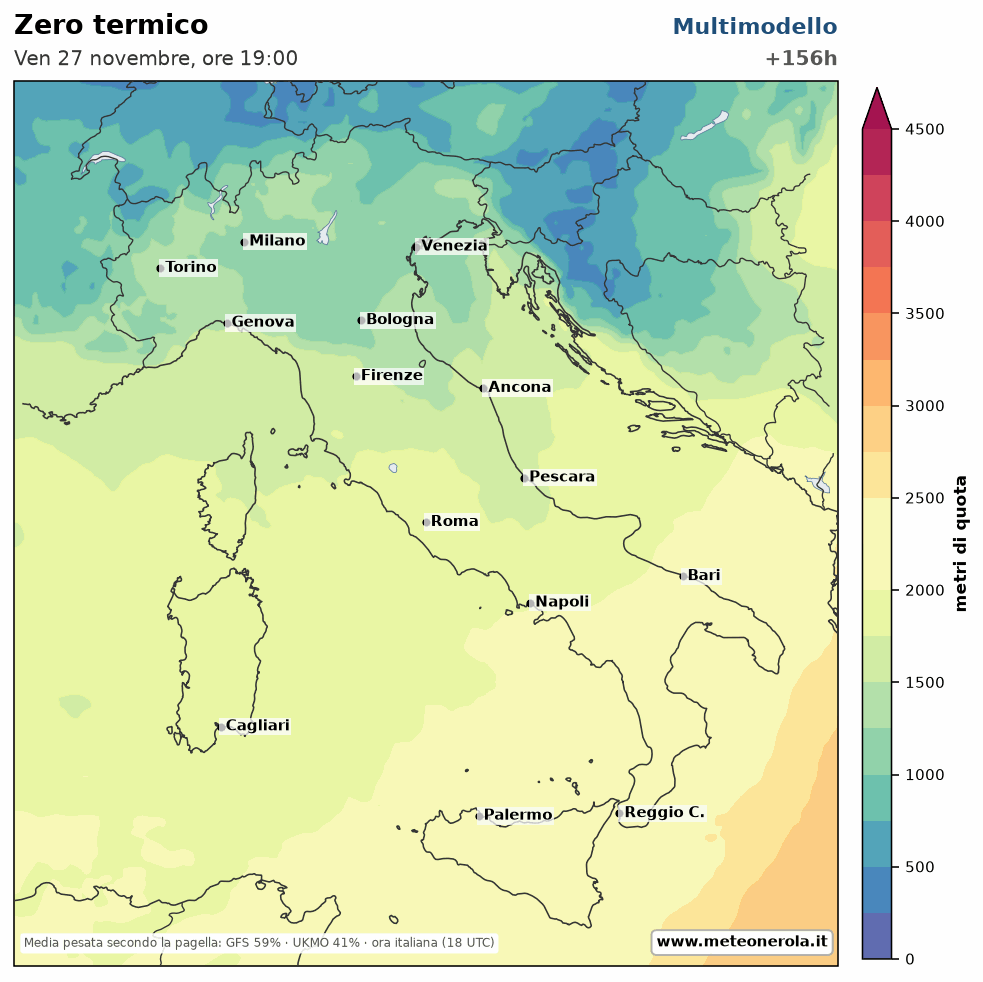 Zero termico
Multimodello
Ven 27 novembre, ore 19:00
+156h
Milano
Venezia
Torino
Genova
Bologna
Firenze
Ancona
Pescara
Roma
Bari
Napoli
Cagliari
Palermo
Reggio C.
4500
4000
3500
3000
2500
2000
1500
1000
500
0
metri di quota
Media pesata secondo la pagella: GFS 59% · UKMO 41% · ora italiana (18 UTC)
www.meteonerola.it